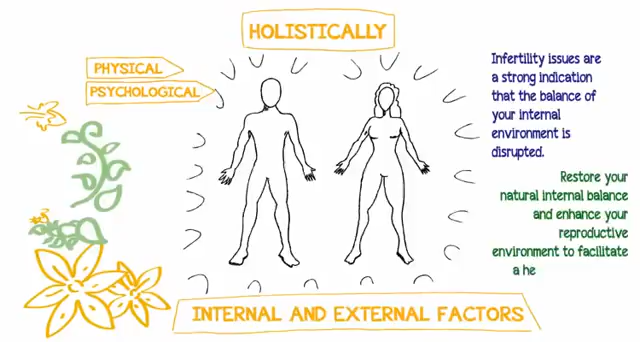 HOLISTICALLY
PHYSICAL
PSYCHOLOGICAL
Infertility issues are
a strong indication
that the balance of
your internal
environment is
disrupted.
Restore your
natural internal balance
and enhance your
reproductive
environment to facilitate
a he
INTERNAL AND EXTERNAL FACTORS